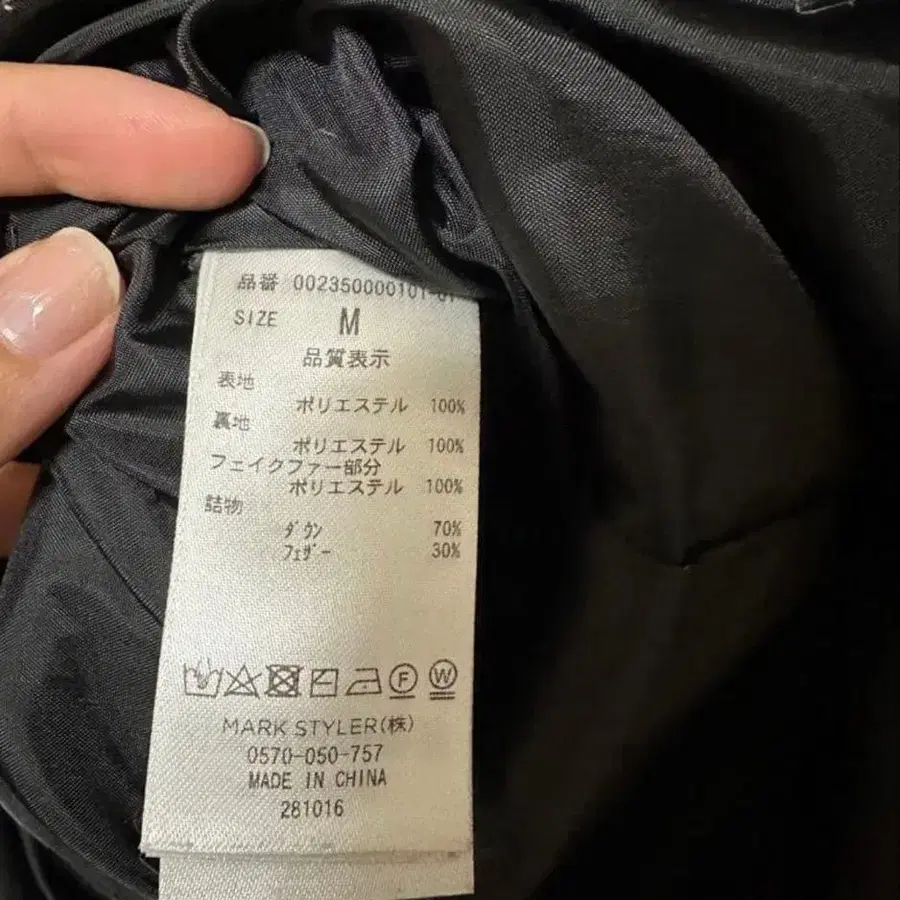 品番 002350000101-01
SIZE M
品質表示
表地
ポリエステル 100%
裏地
ポリエステル 100%
フェイクファー部分
ポリエステル 100%
詰物
ダウン 70%
フェザー 30%
F W
MARK STYLER(株)
0570-050-757
MADE IN CHINA
281016